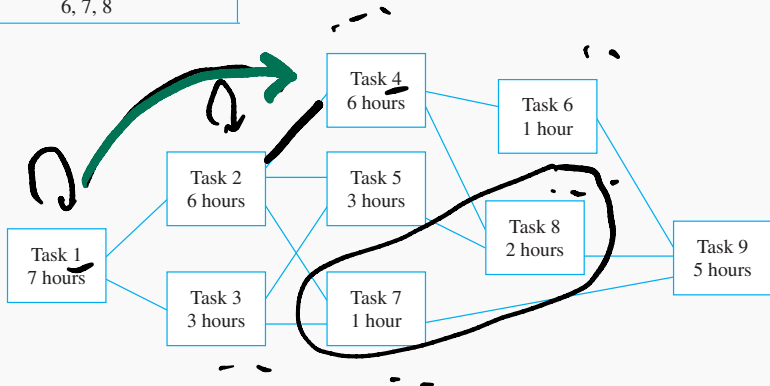 6, 7, 8
Task 4
6 hours
Task 6
1 hour
Task 2
6 hours
Task 5
3 hours
Task 8
2 hours
Task 1
7 hours
Task 9
5 hours
Task 3
3 hours
Task 7
1 hour